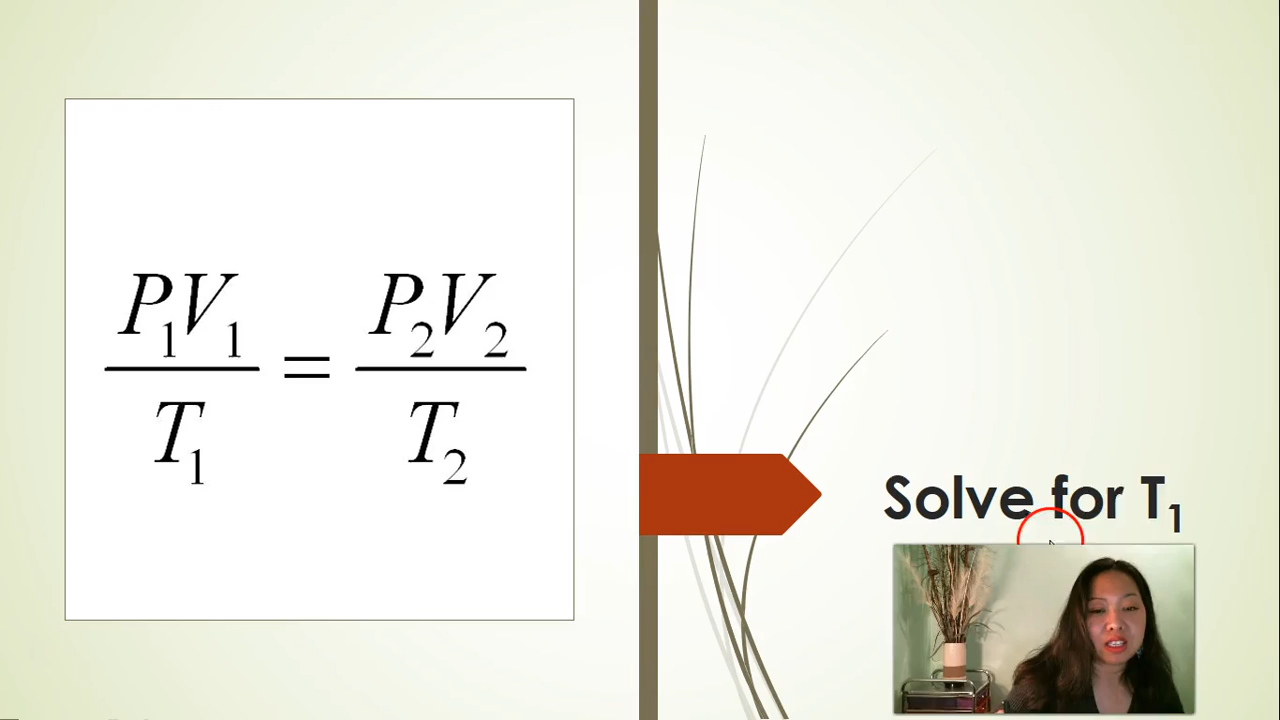 P₁V₁/T₁ = P₂V₂/T₂
Solve for T₁